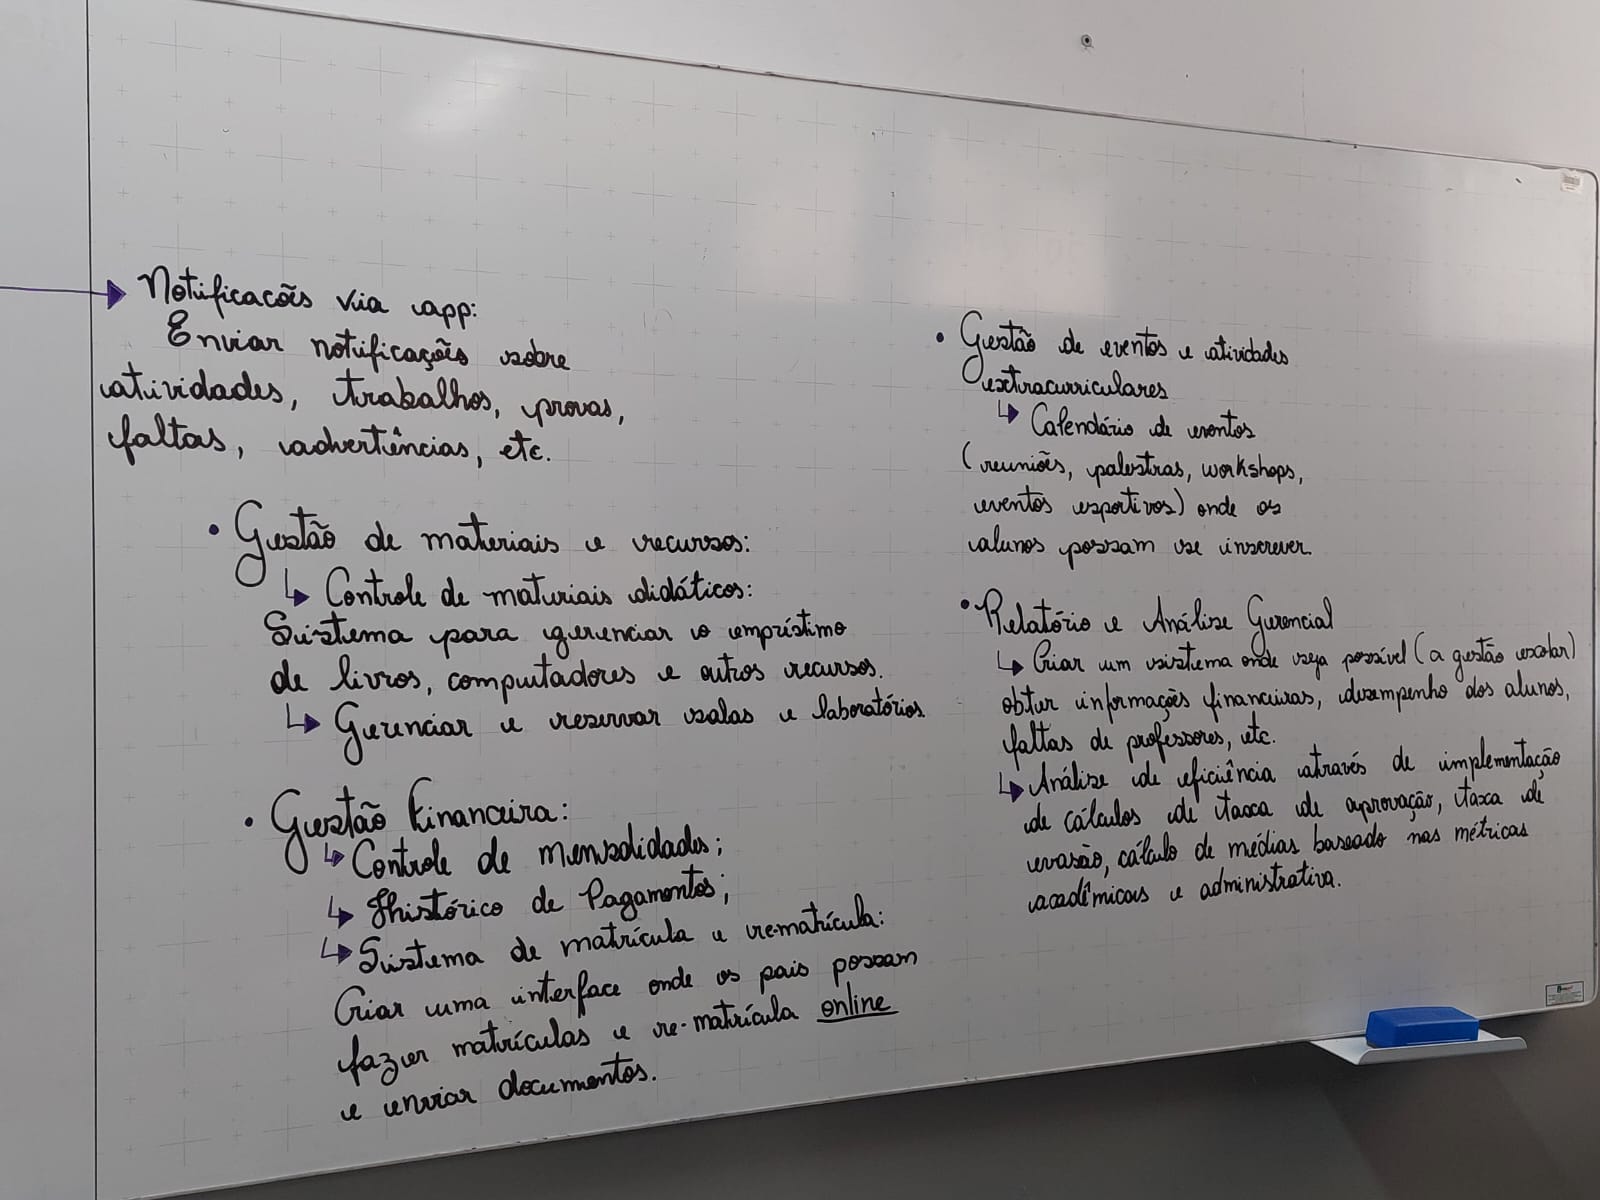 Notificacões via app:
Enviar notificações sobre
atividades, trabalhos, provas,
faltas, advertências, etc.
• Gestão de materiais e recursos:
↳ Controle de materiais didáticos:
Sistema para gerenciar o empréstimo
de livros, computadores e outros recursos.
↳ Gerenciar e reservar salas e laboratórios
• Gestão Financeira:
↳ Controle de Mensalidades;
↳ Histórico de Pagamentos;
↳ Sistema de matrícula e re-matrícula:
Criar uma interface onde os pais possam
fazer matrículas e re-matrícula online
e enviar documentos.
• Gestão de eventos e atividades
extracurriculares
↳ Calendário de eventos
(reuniões, palestras, workshops,
eventos esportivos) onde os
alunos possam se inscrever.
• Relatório e Análise Gerencial
↳ Criar um sistema onde seja possível (a gestão escolar)
obter informações financeiras, desempenho dos alunos,
faltas de professores, etc.
↳ Análise de eficiência através de implementação
de cálculos de taxa de aprovação, taxa de
evasão, cálculo de médias baseado nas métricas
acadêmicas e administrativa.